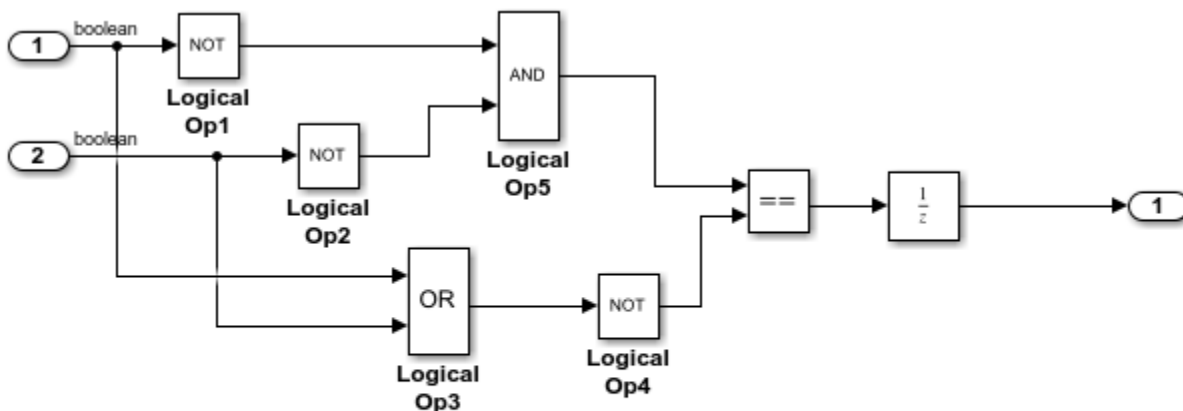 boolean
1
NOT
Logical
Op1
AND
Logical
Op5
boolean
2
NOT
Logical
Op2
==
1
z
1
OR
Logical
Op3
NOT
Logical
Op4